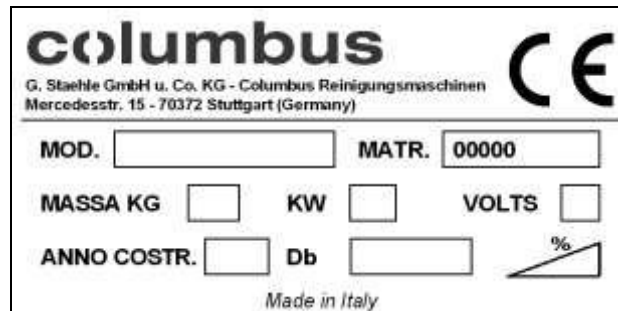 columbus
G. Staehle GmbH u. Co. KG - Columbus Reinigungsmaschinen
Mercedesstr. 15 - 70372 Stuttgart (Germany)
CE
MOD. MATR. 00000
MASSA KG KW VOLTS
ANNO COSTR. Db %
Made in Italy